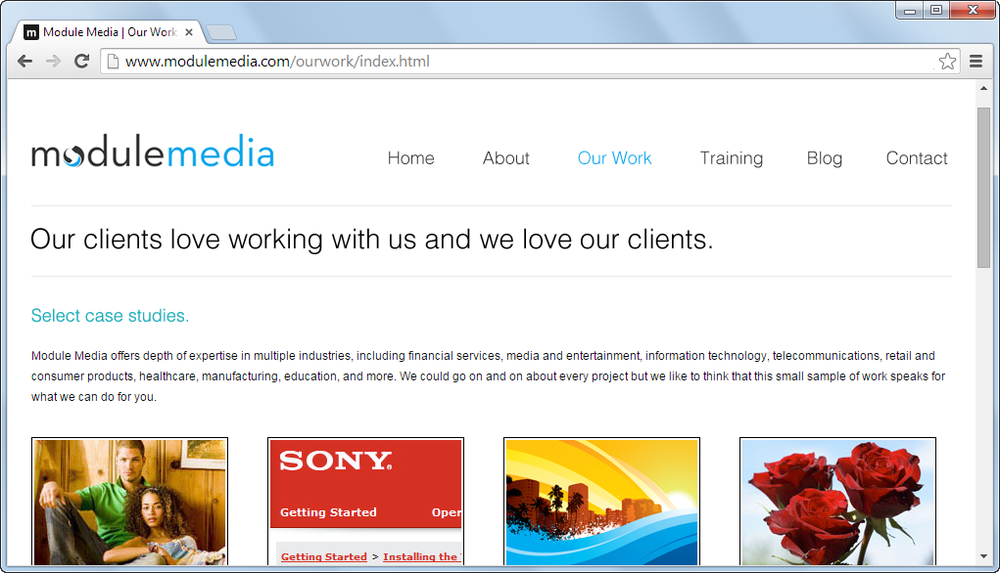 m Module Media | Our Work
www.modulemedia.com/ourwork/index.html
modulemedia
Home About Our Work Training Blog Contact
Our clients love working with us and we love our clients.
Select case studies.
Module Media offers depth of expertise in multiple industries, including financial services, media and entertainment, information technology, telecommunications, retail and
consumer products, healthcare, manufacturing, education, and more. We could go on and on about every project but we like to think that this small sample of work speaks for
what we can do for you.
SONY®
Getting Started Oper
Getting Started > Installing the